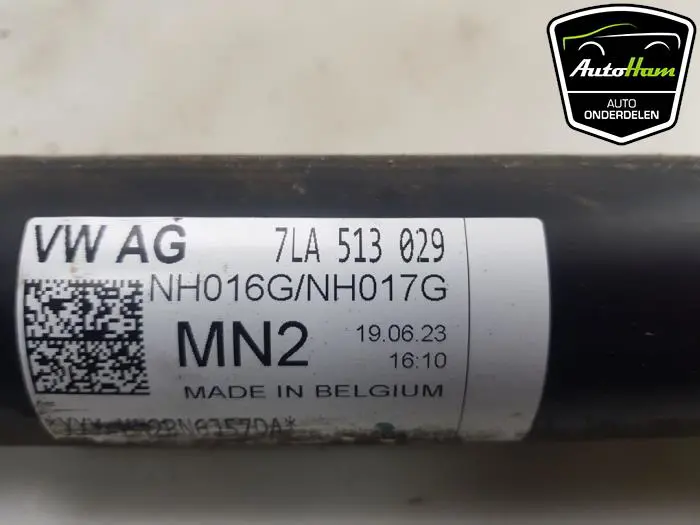 AutoHam
AUTO
ONDERDELEN
VW AG 7LA 513 029
NH016G/NH017G
MN2 19.06.23
16:10
MADE IN BELGIUM